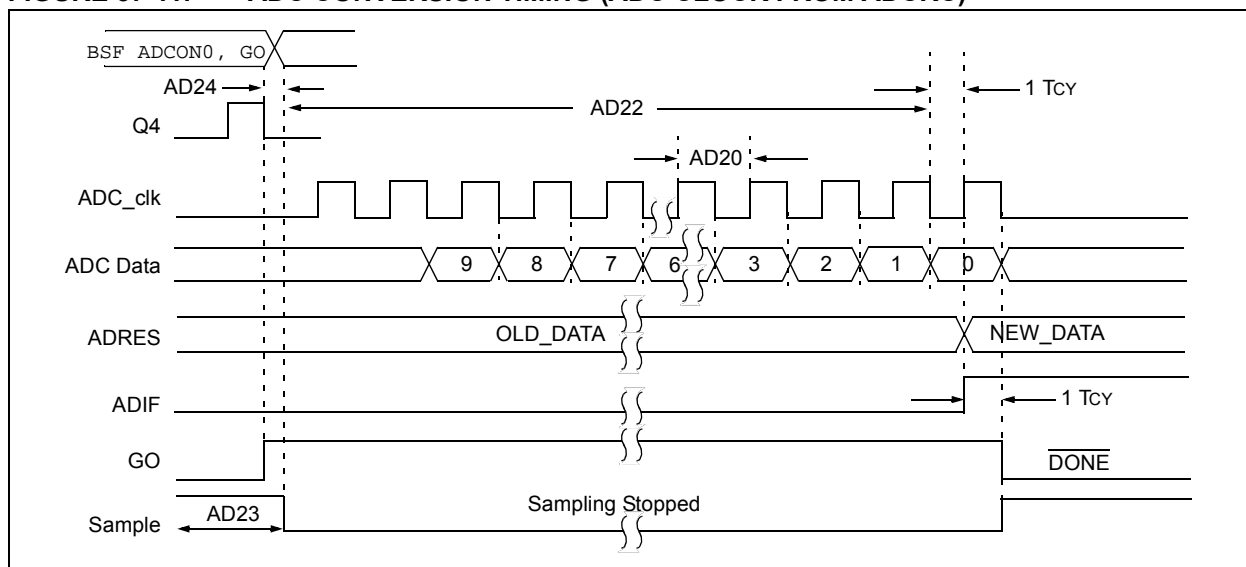 BSF ADCON0, GO
AD24
1 TCY
AD22
Q4
AD20
ADC_clk
ADC Data
9 8 7 6 3 2 1 0
ADRES
OLD_DATA
NEW_DATA
ADIF
1 TCY
GO
DONE
Sampling Stopped
AD23
Sample